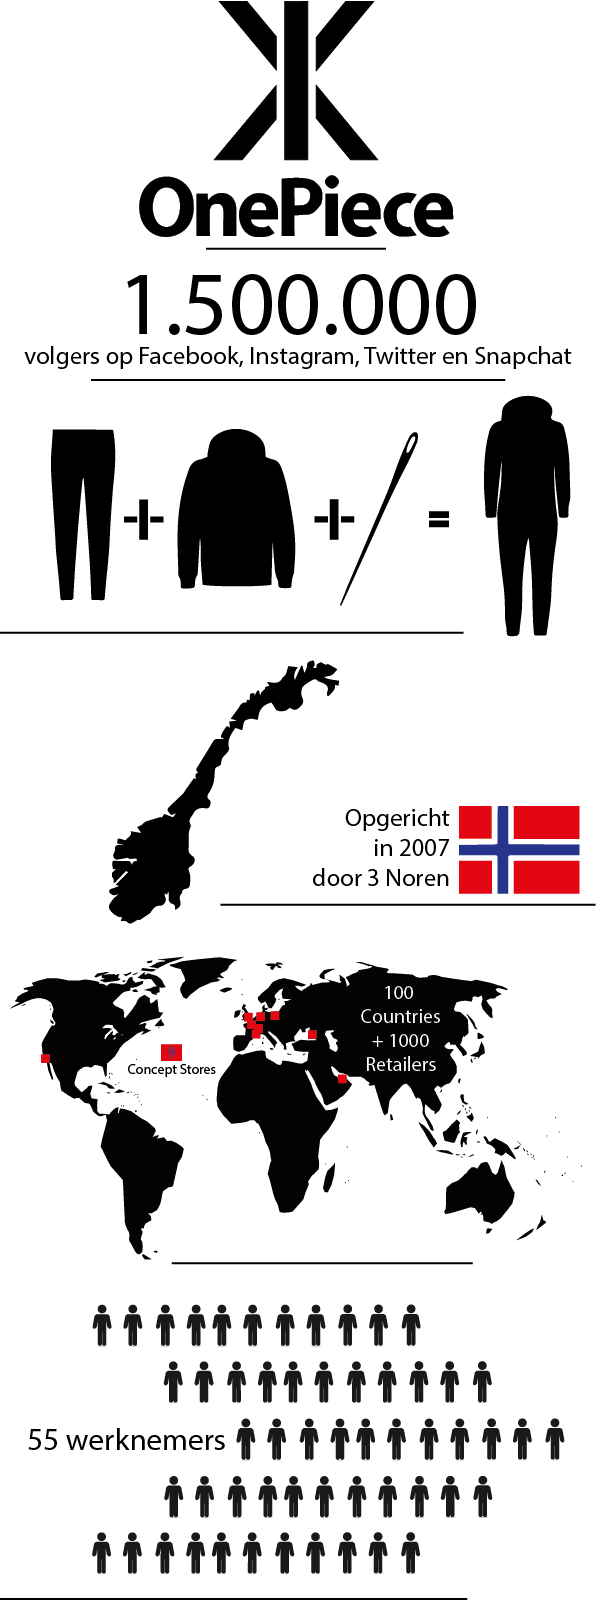 OnePiece
1.500.000
volgers op Facebook, Instagram, Twitter en Snapchat
Opgericht
in 2007
door 3 Noren
100
Countries
+ 1000
Retailers
9
Concept Stores
55 werknemers